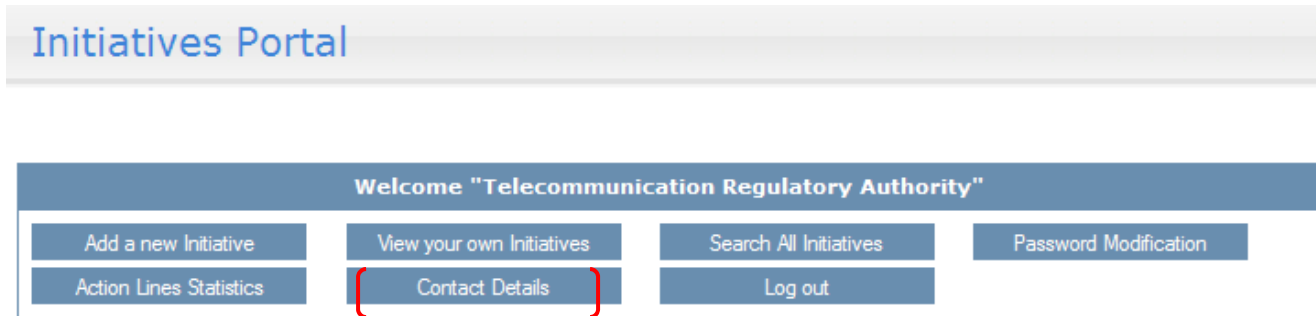 Initiatives Portal
Welcome "Telecommunication Regulatory Authority"
Add a new Initiative View your own Initiatives Search All Initiatives Password Modification
Action Lines Statistics Contact Details Log out